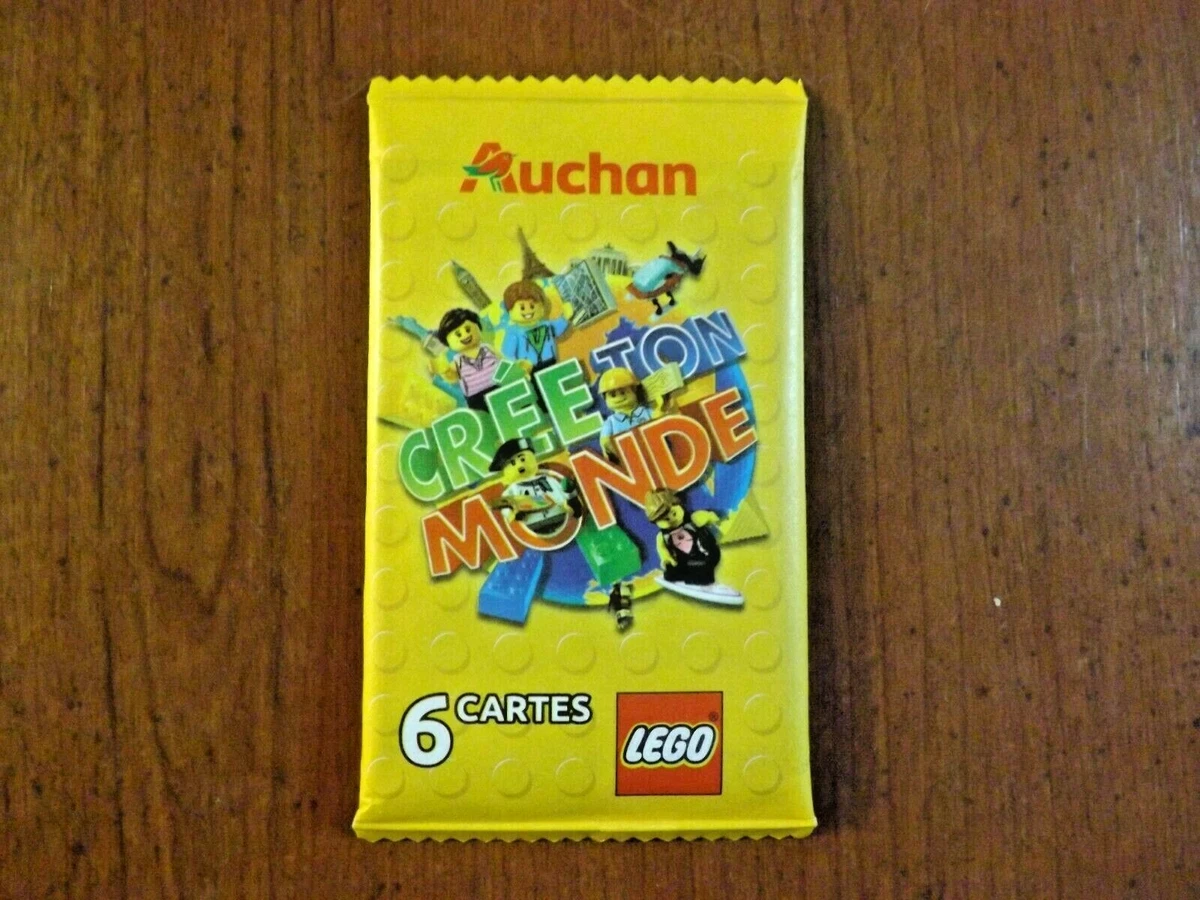 Auchan
CRÉE TON
MONDE
6 CARTES
LEGO®